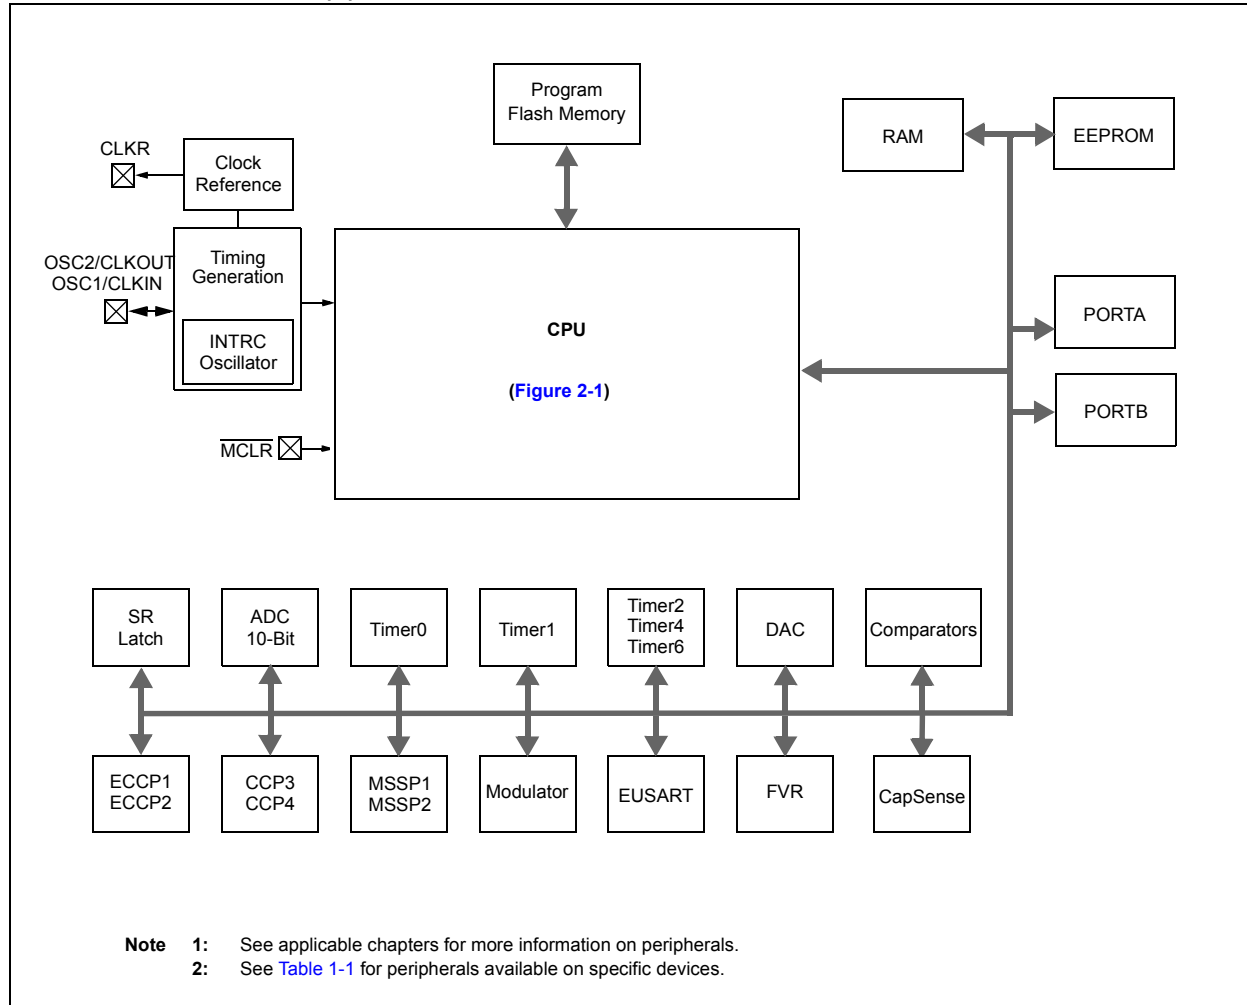 Program
Flash Memory
RAM
EEPROM
CLKR
Clock
Reference
OSC2/CLKOUT
OSC1/CLKIN
Timing
Generation
INTRC
Oscillator
CPU
(Figure 2-1)
MCLR
PORTA
PORTB
SR
Latch
ADC
10-Bit
Timer0
Timer1
Timer2
Timer4
Timer6
DAC
Comparators
ECCP1
ECCP2
CCP3
CCP4
MSSP1
MSSP2
Modulator
EUSART
FVR
CapSense
Note 1: See applicable chapters for more information on peripherals.
2: See Table 1-1 for peripherals available on specific devices.